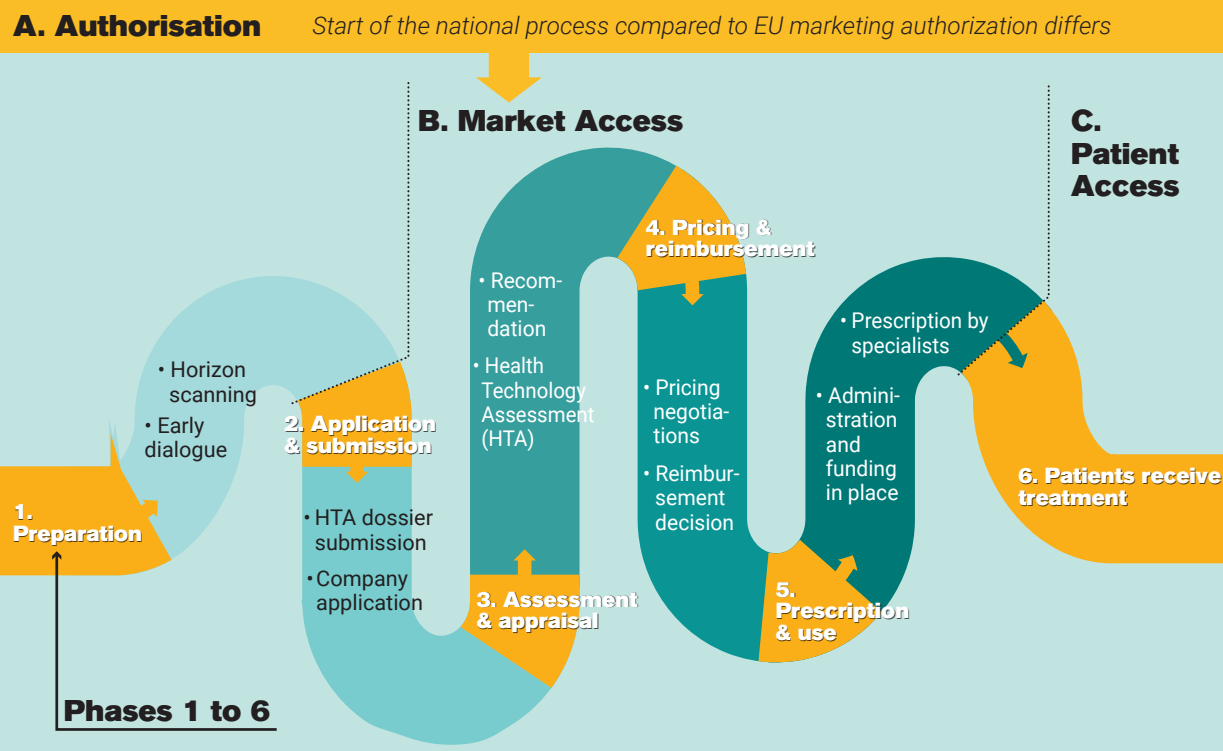 A. Authorisation
Start of the national process compared to EU marketing authorization differs
B. Market Access
C.
Patient
Access
1.
Preparation
• Horizon
scanning
• Early
dialogue
2. Application
& submission
• HTA dossier
submission
• Company
application
3. Assessment
& appraisal
• Recom-
men-
dation
• Health
Technology
Assessment
(HTA)
4. Pricing &
reimbursement
• Pricing
negotia-
tions
• Reimbur-
sement
decision
5.
Prescription
& use
• Prescription by
specialists
• Admini-
stration
and
funding
in place
6. Patients receive
treatment
Phases 1 to 6